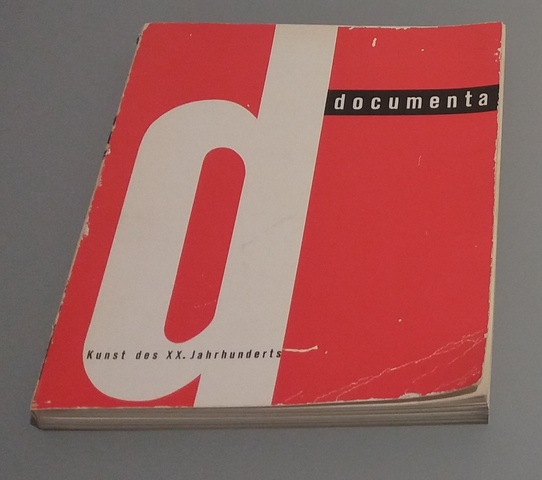 d
documenta
Kunst des XX. Jahrhunderts